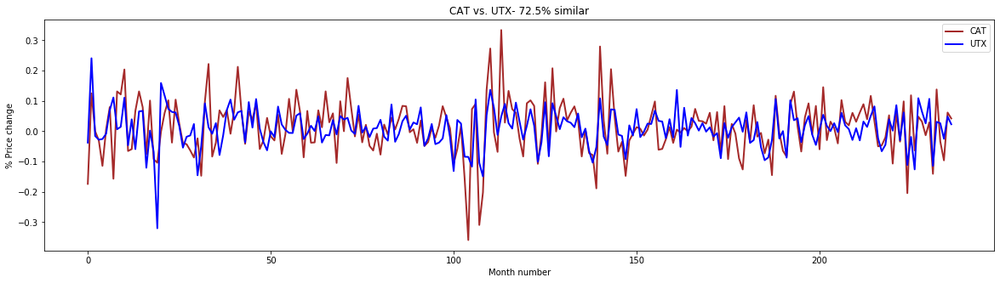 CAT vs. UTX- 72.5% similar
CAT
UTX
% Price change
0.3
0.2
0.1
0.0
−0.1
−0.2
−0.3
0
50
100
150
200
Month number